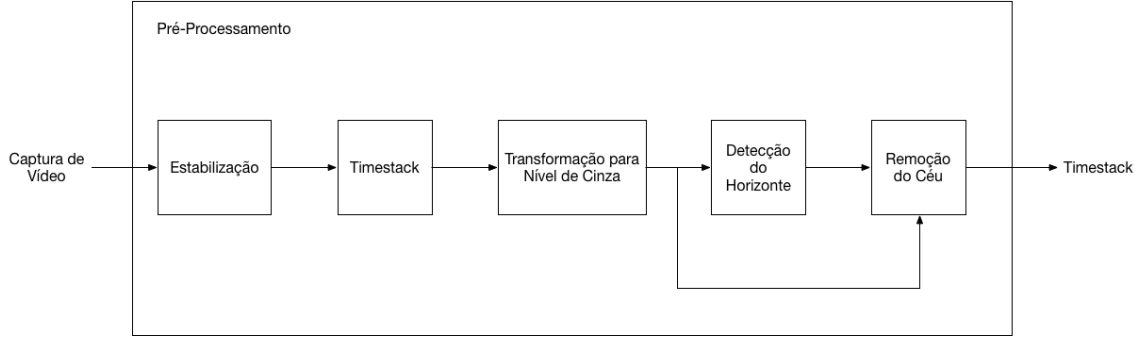 Pré-Processamento
Captura de
Vídeo
Estabilização
Timestack
Transformação para
Nível de Cinza
Detecção
do
Horizonte
Remoção
do Céu
Timestack